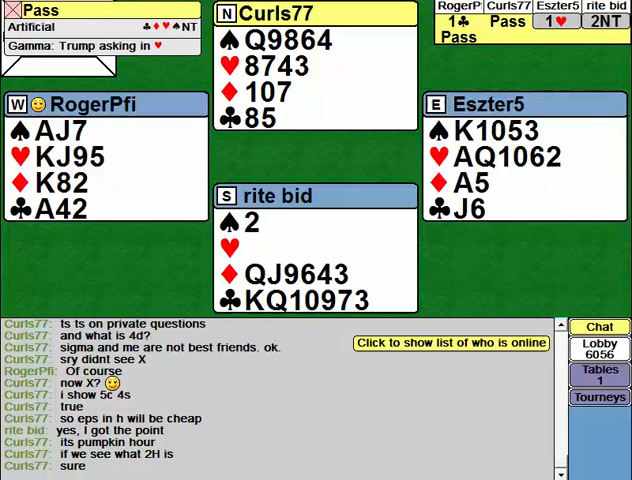 Pass
Artificial ♣ ♦ ♥ ♠ NT
Gamma: Trump asking in ♥
N Curls77
♠ Q9864
♥ 8743
♦ 107
♣ 85
RogerP Curls77 Eszter5 rite bid
1♣ Pass 1♥ 2NT
Pass
W RogerPfi
♠ AJ7
♥ KJ95
♦ K82
♣ A42
E Eszter5
♠ K1053
♥ AQ1062
♦ A5
♣ J6
S rite bid
♠ 2
♥
♦ QJ9643
♣ KQ10973
Curls77: ts ts on private questions
Curls77: and what is 4d?
Curls77: sigma and me are not best friends. ok.
Curls77: sry didnt see X
RogerPfi: Of course
Curls77: now X?
Curls77: i show 5c 4s
Curls77: true
Curls77: so eps in h will be cheap
rite bid: yes, I got the point
Curls77: its pumpkin hour
Curls77: if we see what 2H is
Curls77: sure
Click to show list of who is online
Chat
Lobby
6056
Tables
1
Tourneys